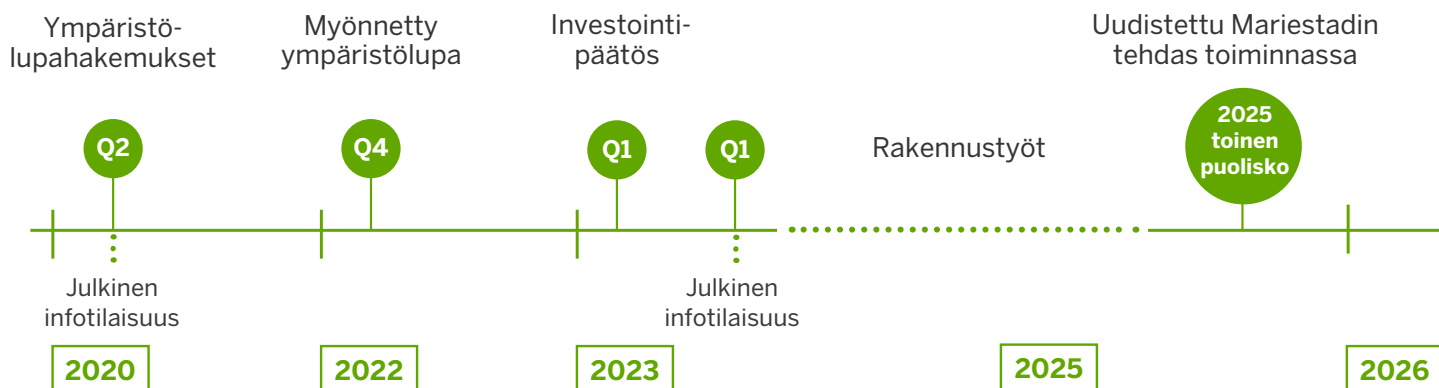 Ympäristö-
lupahakemukset
Myönnetty
ympäristölupa
Investointi-
päätös
Uudistettu Mariestadin
tehdas toiminnassa
Q2
Q4
Q1
Q1
Rakennustyöt
2025
toinen
puolisko
Julkinen
infotilaisuus
Julkinen
infotilaisuus
2020
2022
2023
2025
2026